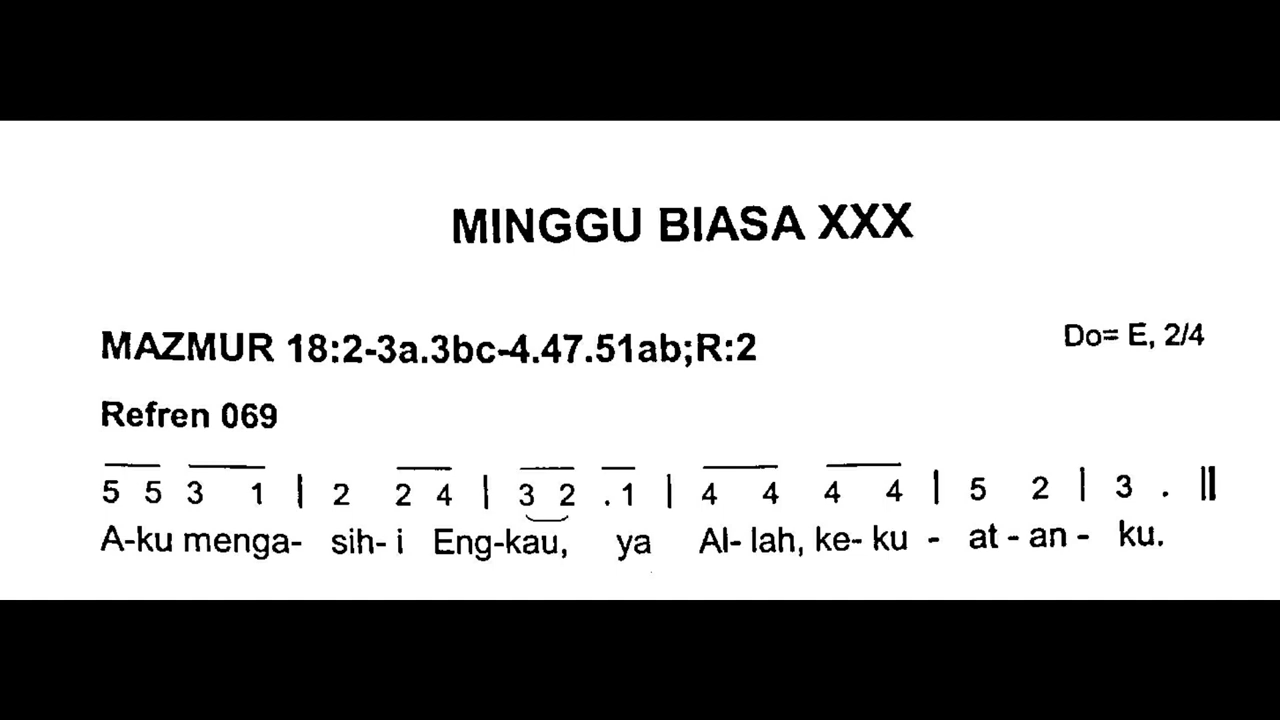 MINGGU BIASA XXX
MAZMUR 18:2-3a.3bc-4.47.51ab;R:2
Do= E, 2/4
Refren 069
5 5 3 1 | 2 2 4 | 3 2 . 1 | 4 4 4 4 | 5 2 | 3 . ||
A-ku menga- sih- i Eng-kau, ya Al- lah, ke- ku - at - an - ku.